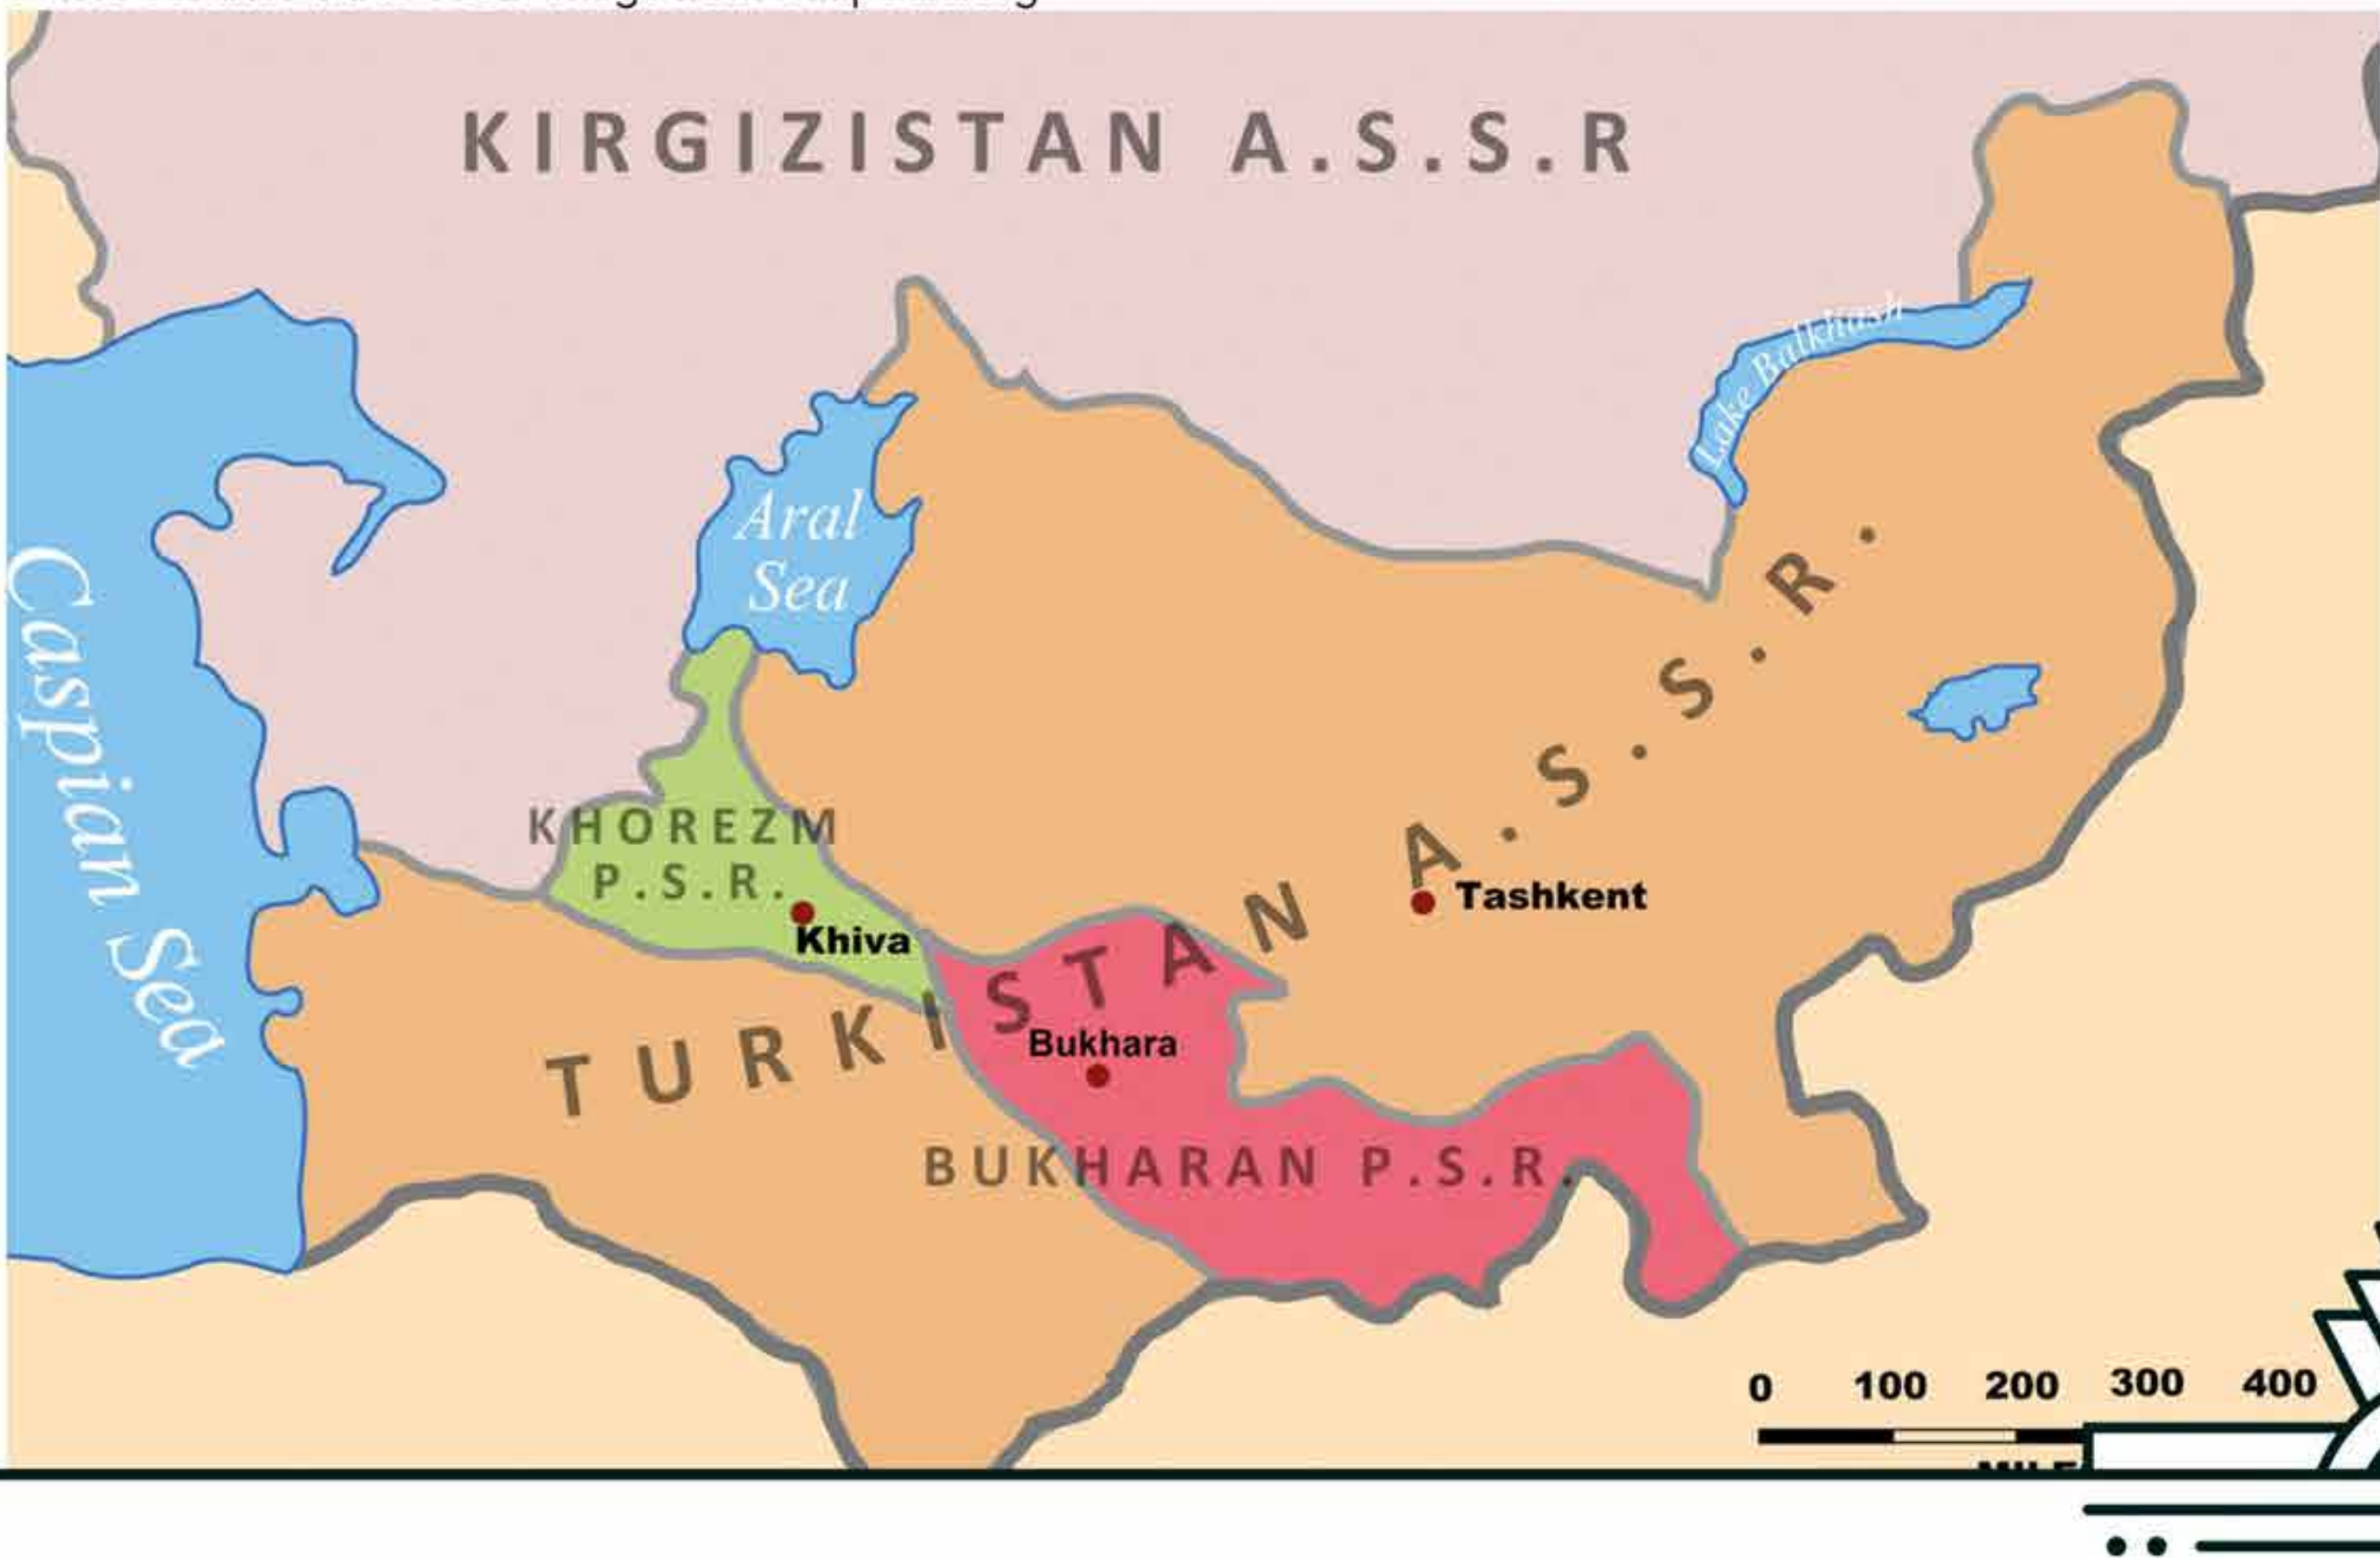 KIRGIZISTAN A.S.S.R
Lake Balkhash
Aral
Sea
Caspian Sea
KHOREZM
P.S.R.
Khiva
TURKISTAN A.S.S.R.
Tashkent
Bukhara
BUKHARAN P.S.R.
0 100 200 300 400